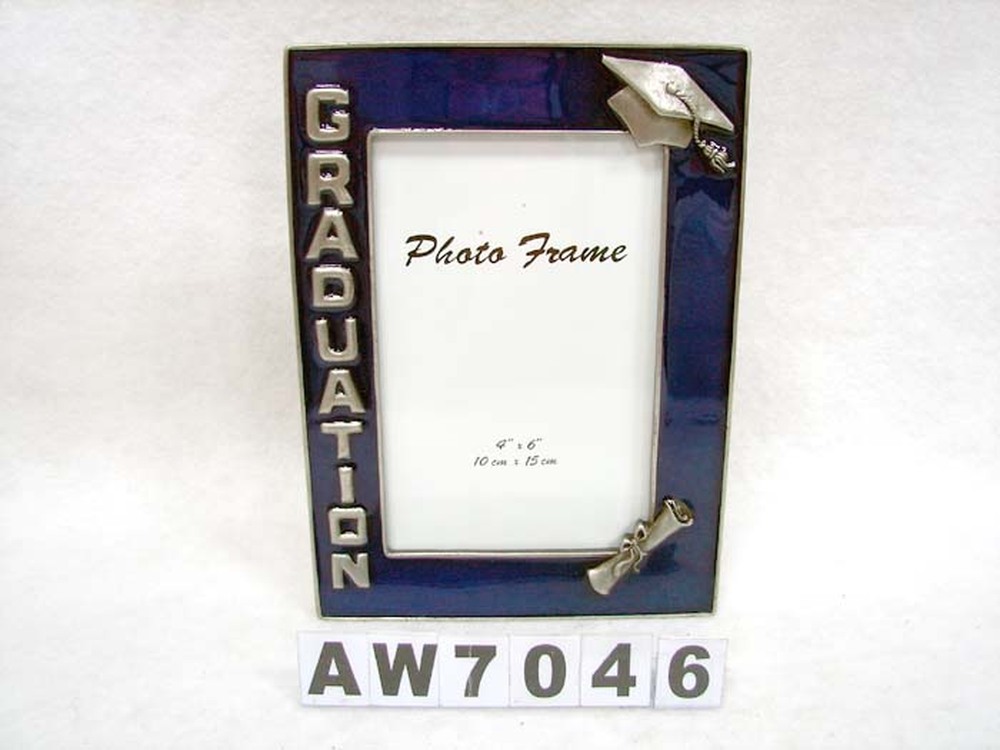 GRADUATION
Photo Frame
4" x 6"
10 cm x 15 cm
AW7046